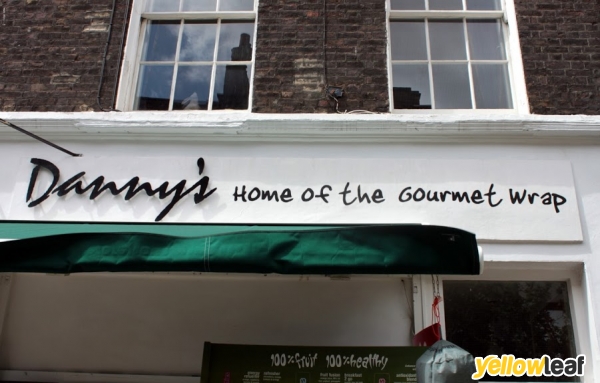 Danny's Home of the Gourmet Wrap
100% fruit 100% healthy
yellowleaf